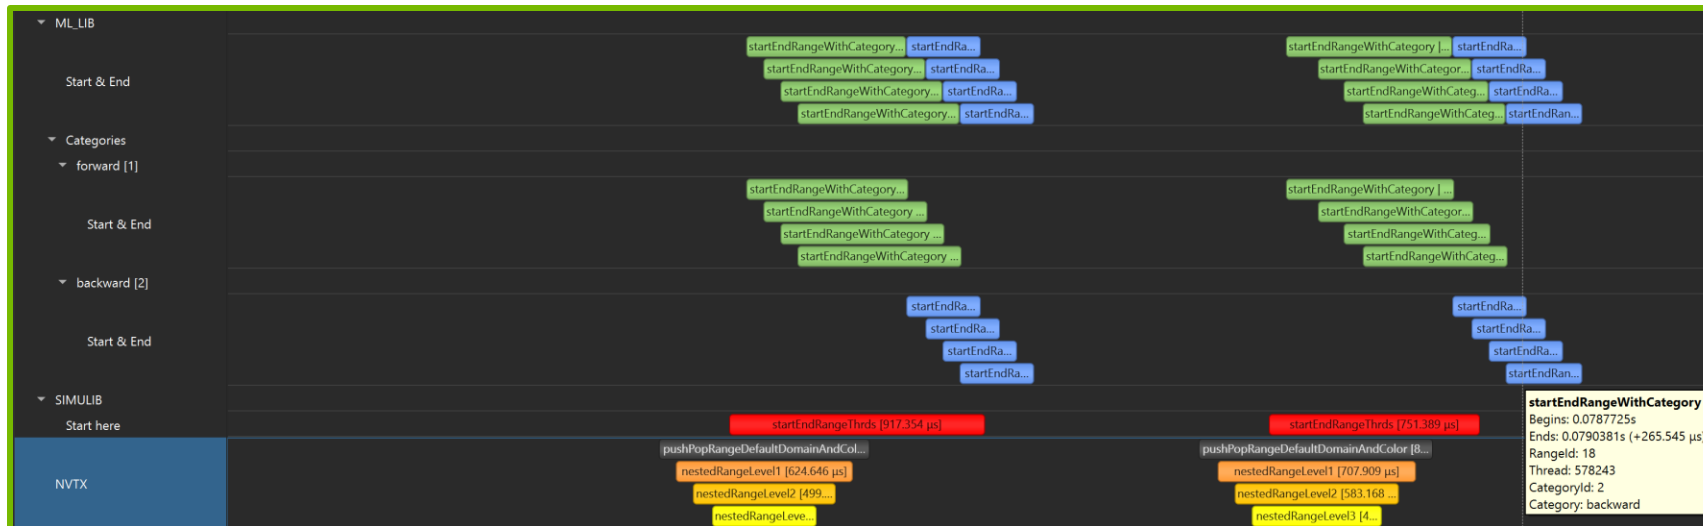 ML_LIB
startEndRangeWithCategory... startEndRa... startEndRangeWithCategory [... startEndRa...
startEndRangeWithCategory... startEndRa... startEndRangeWithCategor... startEndRa...
Start & End
startEndRangeWithCategory... startEndRa... startEndRangeWithCateg... startEndRa...
startEndRangeWithCategory... startEndRa... startEndRangeWithCateg... startEndRan...
Categories
forward [1]
startEndRangeWithCategory... startEndRangeWithCategory [...
startEndRangeWithCategory ... startEndRangeWithCategor...
Start & End
startEndRangeWithCategory ... startEndRangeWithCateg...
startEndRangeWithCategory ... startEndRangeWithCateg...
backward [2]
startEndRa... startEndRa...
startEndRa... startEndRa...
Start & End
startEndRa... startEndRa...
startEndRa... startEndRan...
SIMULIB
Start here startEndRangeThrds [917.354 µs] startEndRangeThrds [751.389 µs]
pushPopRangeDefaultDomainAndCol... pushPopRangeDefaultDomainAndColor [8...
nestedRangeLevel1 [624.646 µs] nestedRangeLevel1 [707.909 µs]
NVTX
nestedRangeLevel2 [499.... nestedRangeLevel2 [583.168 ...
nestedRangeLeve... nestedRangeLevel3 [4...
startEndRangeWithCategory
Begins: 0.0787725s
Ends: 0.0790381s (+265.545 µs
RangeId: 18
Thread: 578243
CategoryId: 2
Category: backward